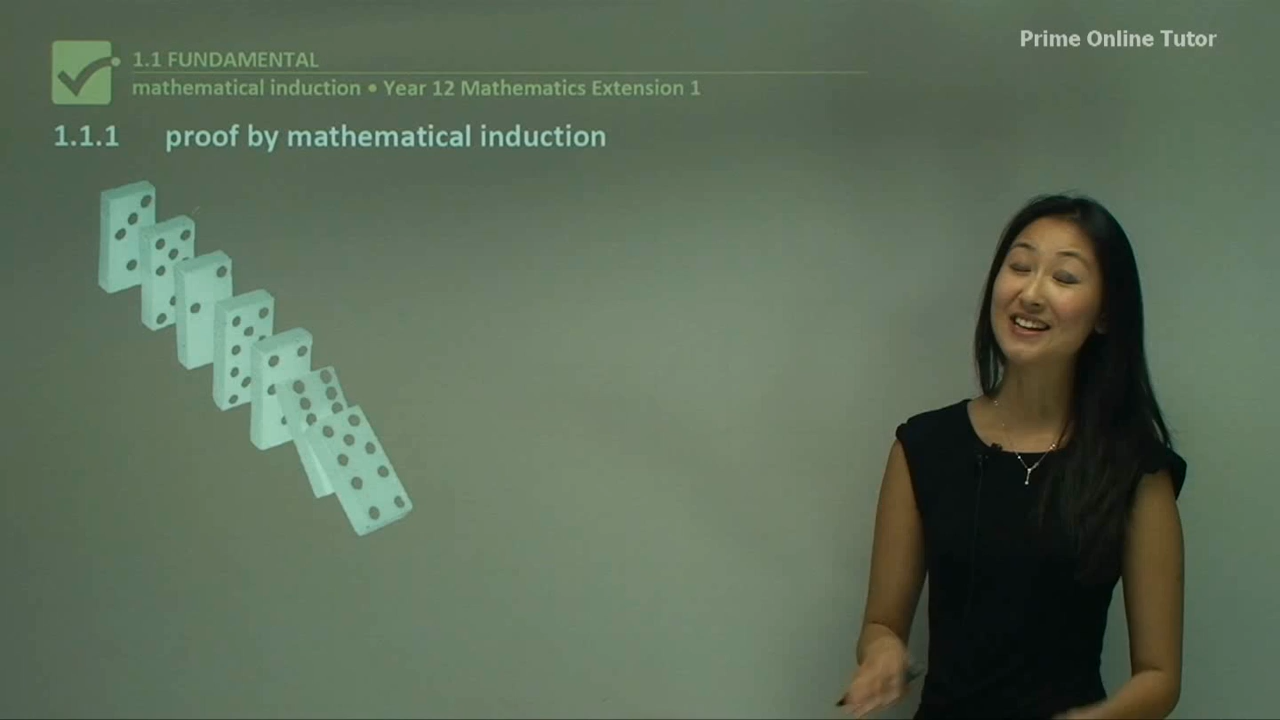 Prime Online Tutor
1.1 FUNDAMENTAL
mathematical induction • Year 12 Mathematics Extension 1
1.1.1 proof by mathematical induction